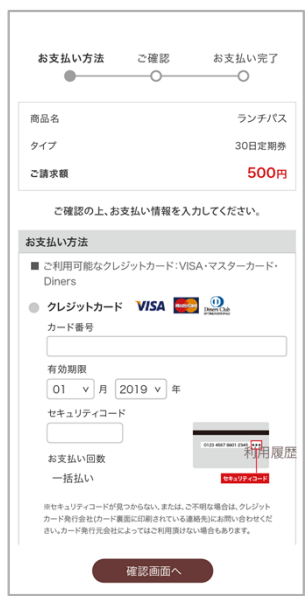 お支払い方法 ご確認 お支払い完了
商品名 ランチパス
タイプ 30日定期券
ご請求額 500円
ご確認の上、お支払い情報を入力してください。
お支払い方法
■ ご利用可能なクレジットカード：VISA・マスターカード・
Diners
クレジットカード VISA MasterCard Diners Club
カード番号
有効期限
01 月 2019 年
セキュリティコード
0123 4567 8901 2345
利用履歴
セキュリティコード
お支払い回数
一括払い
※セキュリティコードが見つからない、または、ご不明な場合は、クレジット
カード発行会社(カード裏面に印刷されている連絡先)にお問い合わせくだ
さい。カード発行元会社によってはご利用頂けない場合もあります。
確認画面へ